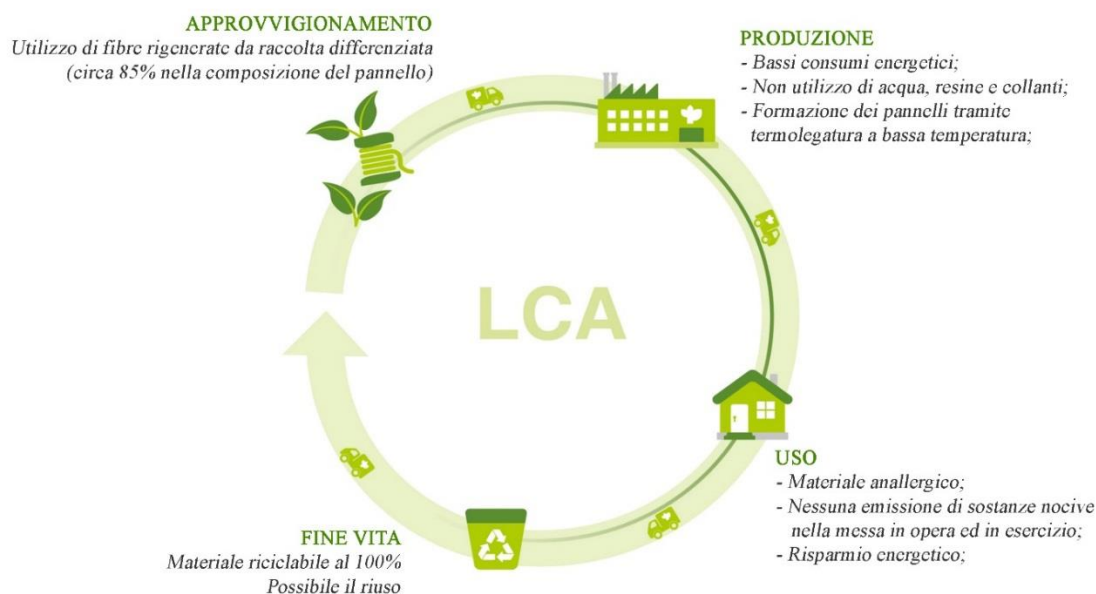 APPROVVIGIONAMENTO
Utilizzo di fibre rigenerate da raccolta differenziata
(circa 85% nella composizione del pannello)
PRODUZIONE
- Bassi consumi energetici;
- Non utilizzo di acqua, resine e collanti;
- Formazione dei pannelli tramite
termolegatura a bassa temperatura;
LCA
USO
- Materiale anallergico;
- Nessuna emissione di sostanze nocive
nella messa in opera ed in esercizio;
- Risparmio energetico;
FINE VITA
Materiale riciclabile al 100%
Possibile il riuso